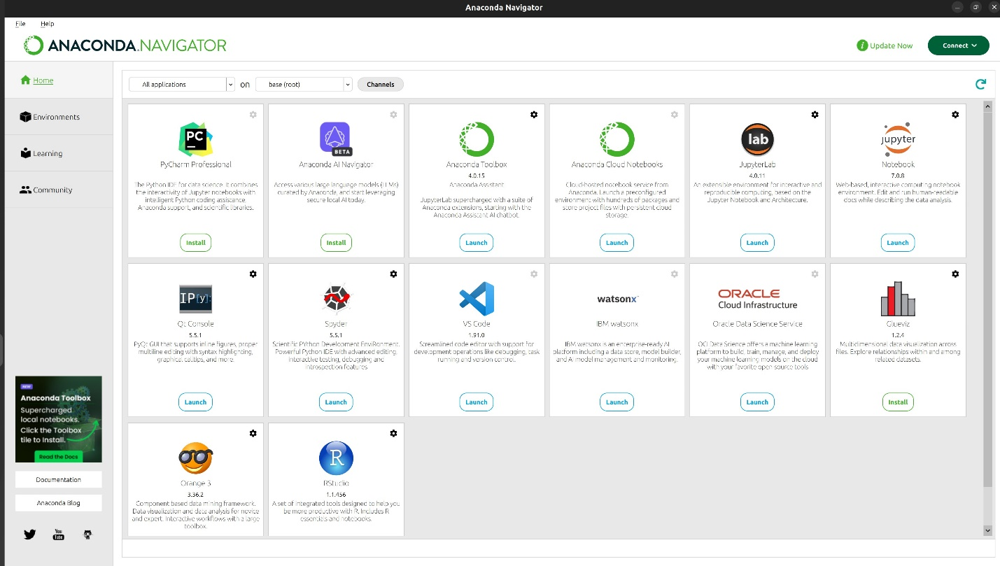 Anaconda Navigator
File Help
ANACONDA.NAVIGATOR
Update Now
Connect
Home
Environments
Learning
Community
All applications on base (root) Channels
PC
PyCharm Professional
The Python IDE for data science. It combines
the interactivity of Jupyter notebooks with
intelligent Python coding assistance,
Anaconda support, and scientific libraries.
Install
BETA
Anaconda AI Navigator
Access various large language models (LLMs)
curated by Anaconda, and start leveraging
secure local AI today.
Install
Anaconda Toolbox
4.0.15
Anaconda Assistant
JupyterLab supercharged with a suite of
Anaconda extensions, starting with the
Anaconda Assistant AI chatbot.
Launch
Anaconda Cloud Notebooks
Cloud-hosted notebook service from
Anaconda. Launch a preconfigured
environment with hundreds of packages and
store project files with persistent cloud
storage.
Launch
lab
JupyterLab
4.0.11
An extensible environment for interactive and
reproducible computing, based on the
Jupyter Notebook and Architecture.
Launch
jupyter
Notebook
7.0.8
Web-based, interactive computing notebook
environment. Edit and run human-readable
docs while describing the data analysis.
Launch
IP[y]:
Qt Console
5.5.1
PyQt GUI that supports inline figures, proper
multiline editing with syntax highlighting,
graphical calltips, and more.
Launch
Spyder
5.5.1
Scientific PYthon Development EnviRonment.
Powerful Python IDE with advanced editing,
interactive testing, debugging and
introspection features
Launch
VS Code
1.91.0
Streamlined code editor with support for
development operations like debugging, task
running and version control.
Launch
watsonx
IBM watsonx
IBM watsonx is an enterprise-ready AI
platform including a data score, model builder,
and AI model management and monitoring.
Launch
ORACLE
Cloud Infrastructure
Oracle Data Science Service
OCI Data Science offers a machine learning
platform to build, train, manage, and deploy
your machine learning models on the cloud
with your favorite open-source tools
Launch
Glueviz
1.2.4
Multidimensional data visualization across
files. Explore relationships within and among
related datasets.
Install
Orange 3
3.36.2
Component based data mining framework.
Data visualization and data analysis for novice
and expert. Interactive workflows with a large
toolbox.
R
RStudio
1.1.456
A set of integrated tools designed to help you
be more productive with R. Includes R
essentials and notebooks.
NEW
Anaconda Toolbox
Supercharged
local notebooks.
Click the Toolbox
tile to Install.
Read the Docs
Documentation
Anaconda Blog
You
Tube